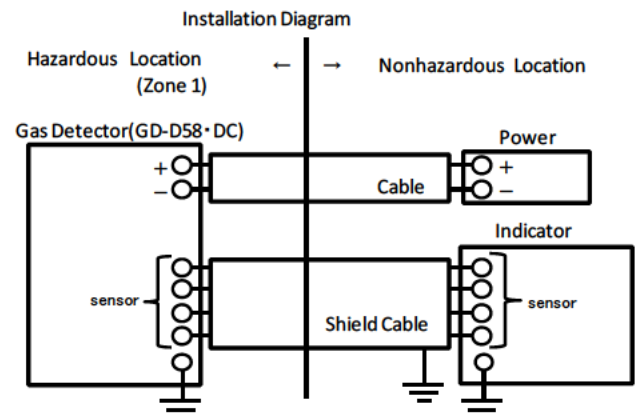 Installation Diagram
Hazardous Location
(Zone 1)
← →
Nonhazardous Location
Gas Detector(GD-D58・DC)
Power
+
−
Cable
+
−
Indicator
sensor
Shield Cable
sensor